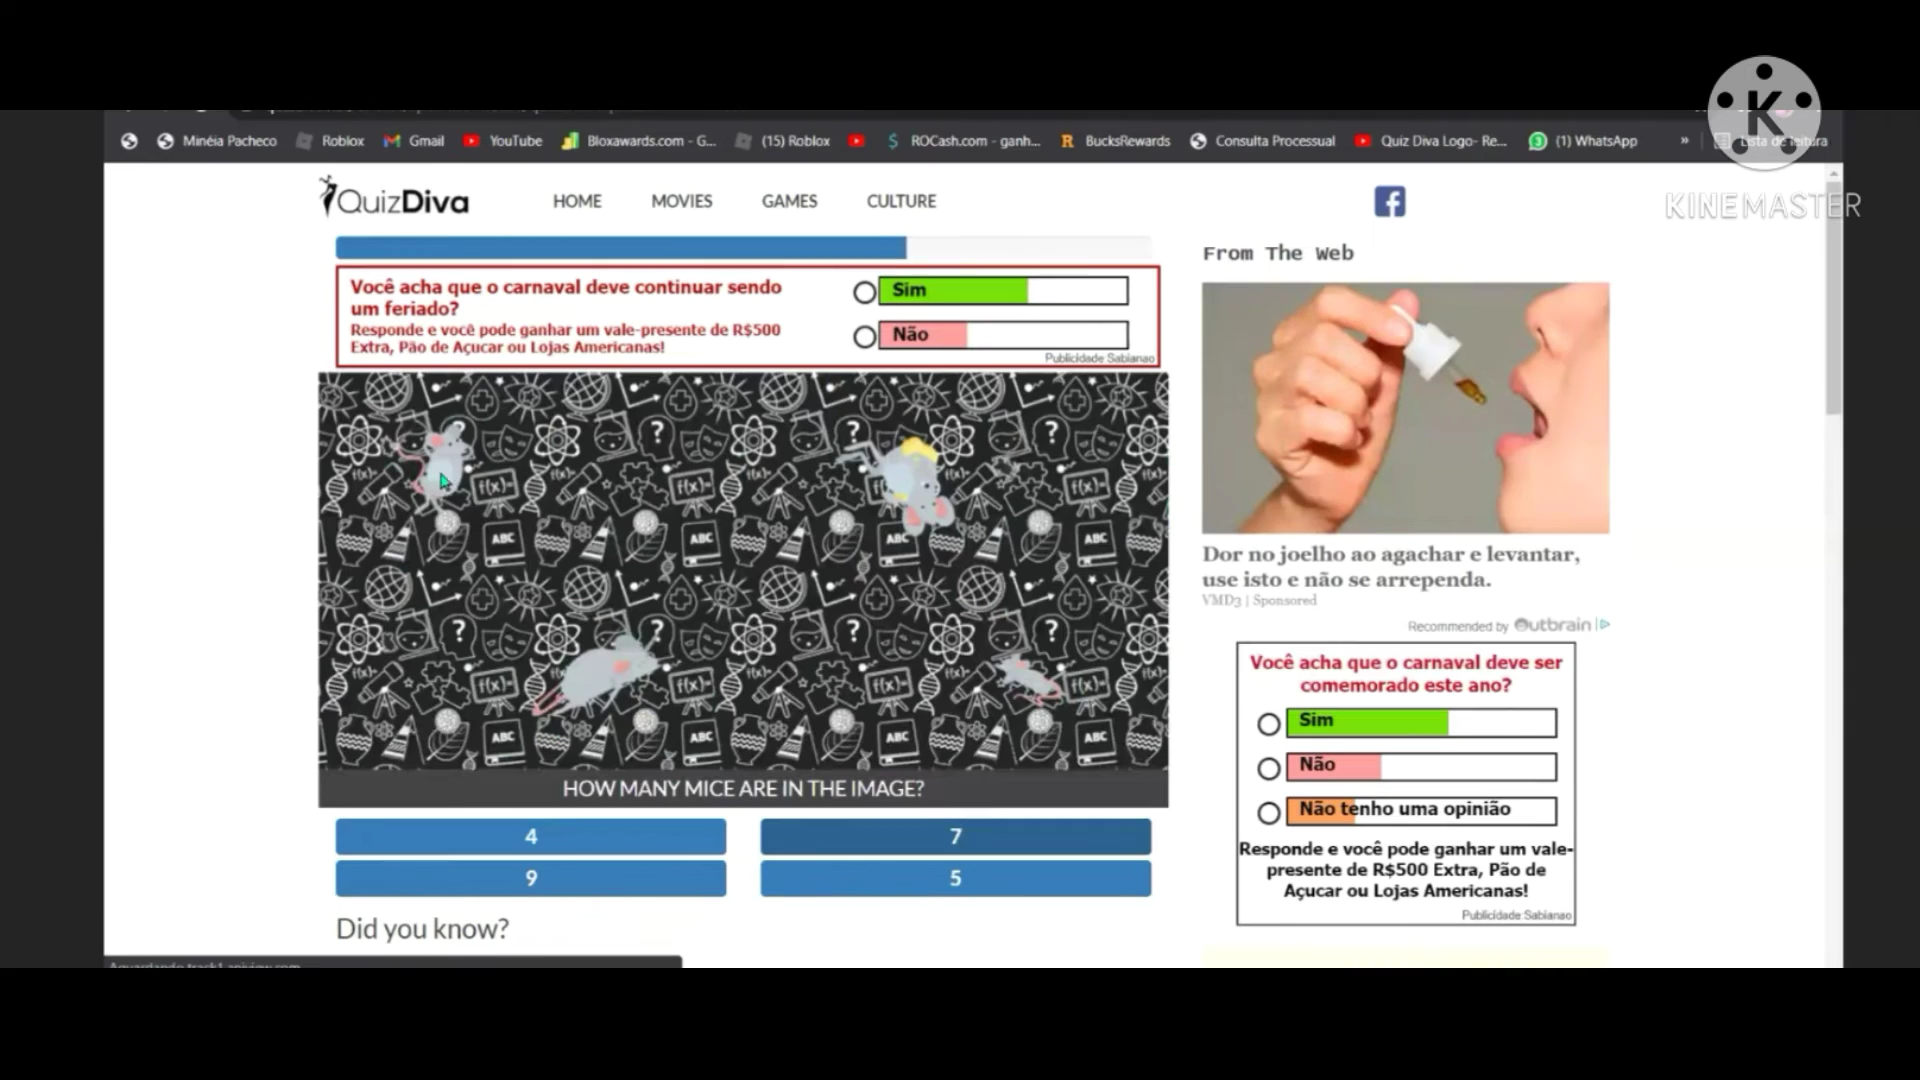 K
KINEMASTER
Minéia Pacheco
Roblox
Gmail
YouTube
Bloxawards.com - G...
(15) Roblox
ROCash.com - ganh...
BucksRewards
Consulta Processual
Quiz Diva Logo- Re...
(1) WhatsApp
»
Lista de leitura
QuizDiva
HOME
MOVIES
GAMES
CULTURE
Você acha que o carnaval deve continuar sendo
um feriado?
Responde e você pode ganhar um vale-presente de R$500
Extra, Pão de Açucar ou Lojas Americanas!
Sim
Não
Publicidade Sabianao
HOW MANY MICE ARE IN THE IMAGE?
4
7
9
5
Did you know?
From The Web
Dor no joelho ao agachar e levantar,
use isto e não se arrependa.
VMD3 | Sponsored
Recommended by Outbrain
Você acha que o carnaval deve ser
comemorado este ano?
Sim
Não
Não tenho uma opinião
Responde e você pode ganhar um vale-
presente de R$500 Extra, Pão de
Açucar ou Lojas Americanas!
Publicidade Sabianao